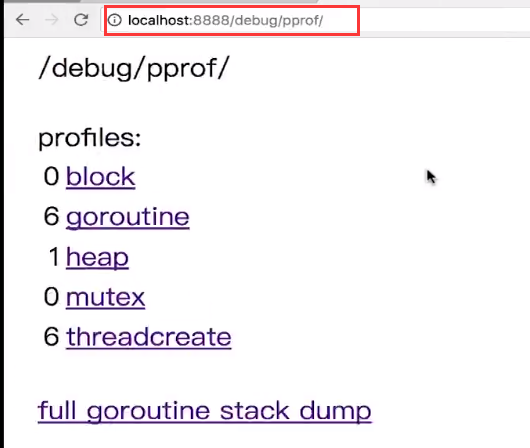 localhost:8888/debug/pprof/
/debug/pprof/
profiles:
0 block
6 goroutine
1 heap
0 mutex
6 threadcreate
full goroutine stack dump